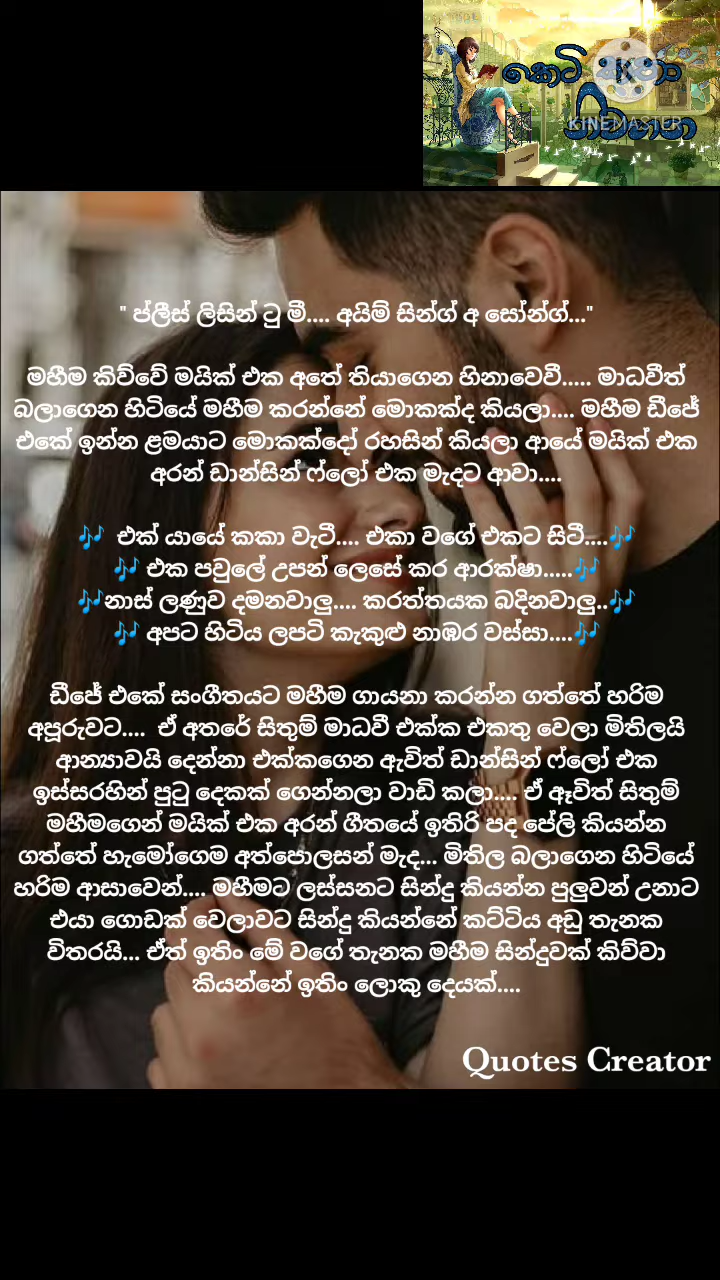 කෙටි කතා
නිම්නය
KINEMASTER
" ප්ලීස් ලිසින් ටු මී.... අයිම් සින්ග් අ සෝන්ග්..."
මහීම කිව්වේ මයික් එක අතේ තියාගෙන හිනාවෙවී..... මාධවීත්
බලාගෙන හිටියේ මහීම කරන්නේ මොකක්ද කියලා.... මහීම ඩීජේ
එකේ ඉන්න ළමයාට මොකක්දෝ රහසින් කියලා ආයේ මයික් එක
අරන් ඩාන්සින් ෆ්ලෝ එක මැදට ආවා....
🎶 එක් යායේ කකා වැටී.... එකා වගේ එකට සිටී....🎶
🎶 එක පවුලේ උපන් ලෙසේ කර ආරක්ෂා.....🎶
🎶නාස් ලණුව දමනවාලු.... කරත්තයක බදිනවාලු..🎶
🎶 අපට හිටිය ලපටි කැකුළු නාඹර වස්සා....🎶
ඩීජේ එකේ සංගීතයට මහීම ගායනා කරන්න ගත්තේ හරිම
අපූරුවට.... ඒ අතරේ සිතුම් මාධවී එක්ක එකතු වෙලා මිතිලයි
ආන්‍යාවයි දෙන්නා එක්කගෙන ඇවිත් ඩාන්සින් ෆ්ලෝ එක
ඉස්සරහින් පුටු දෙකක් ගෙන්නලා වාඩි කලා.... ඒ ඈවිත් සිතුම්
මහීමගෙන් මයික් එක අරන් ගීතයේ ඉතිරි පද පේලි කියන්න
ගත්තේ හැමෝගෙම අත්පොලසන් මැද... මිතිල බලාගෙන හිටියේ
හරිම ආසාවෙන්.... මහීමට ලස්සනට සින්දු කියන්න පුලුවන් උනාට
එයා ගොඩක් වෙලාවට සින්දු කියන්නේ කට්ටිය අඩු තැනක
විතරයි... ඒත් ඉතිං මේ වගේ තැනක මහීම සින්දුවක් කිව්වා
කියන්නේ ඉතිං ලොකු දෙයක්....
Quotes Creator